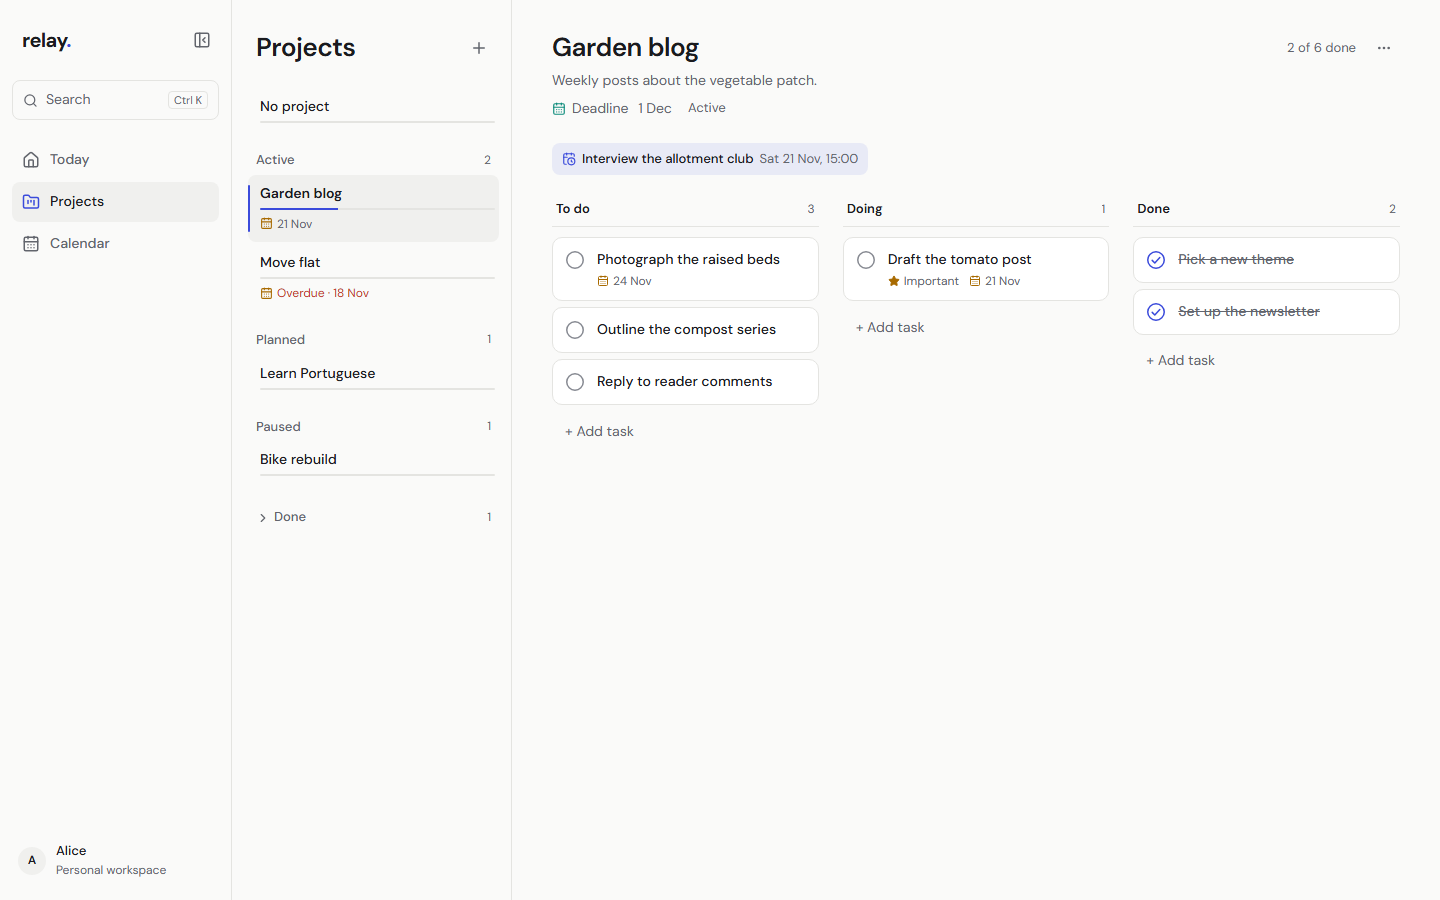 relay.
Search
Ctrl K
Today
Projects
Calendar
Alice
A
Personal workspace
Projects
No project
Active 2
Garden blog
21 Nov
Move flat
Overdue · 18 Nov
Planned 1
Learn Portuguese
Paused 1
Bike rebuild
Done 1
Garden blog
2 of 6 done
Weekly posts about the vegetable patch.
Deadline 1 Dec Active
Interview the allotment club Sat 21 Nov, 15:00
To do 3
Photograph the raised beds
24 Nov
Outline the compost series
Reply to reader comments
+ Add task
Doing 1
Draft the tomato post
Important 21 Nov
+ Add task
Done 2
Pick a new theme
Set up the newsletter
+ Add task